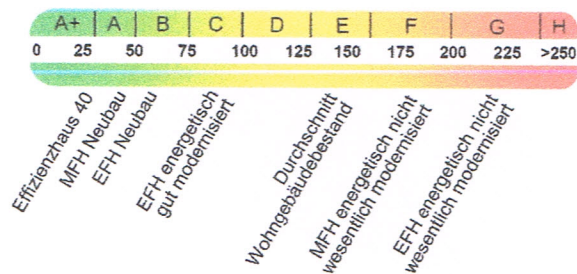 A+ A B C D E F G H
0 25 50 75 100 125 150 175 200 225 >250
Effizienzhaus 40
MFH Neubau
EFH Neubau
EFH energetisch
gut modernisiert
Durchschnitt
Wohngebäudebestand
MFH energetisch nicht
wesentlich modernisiert
EFH energetisch nicht
wesentlich modernisiert